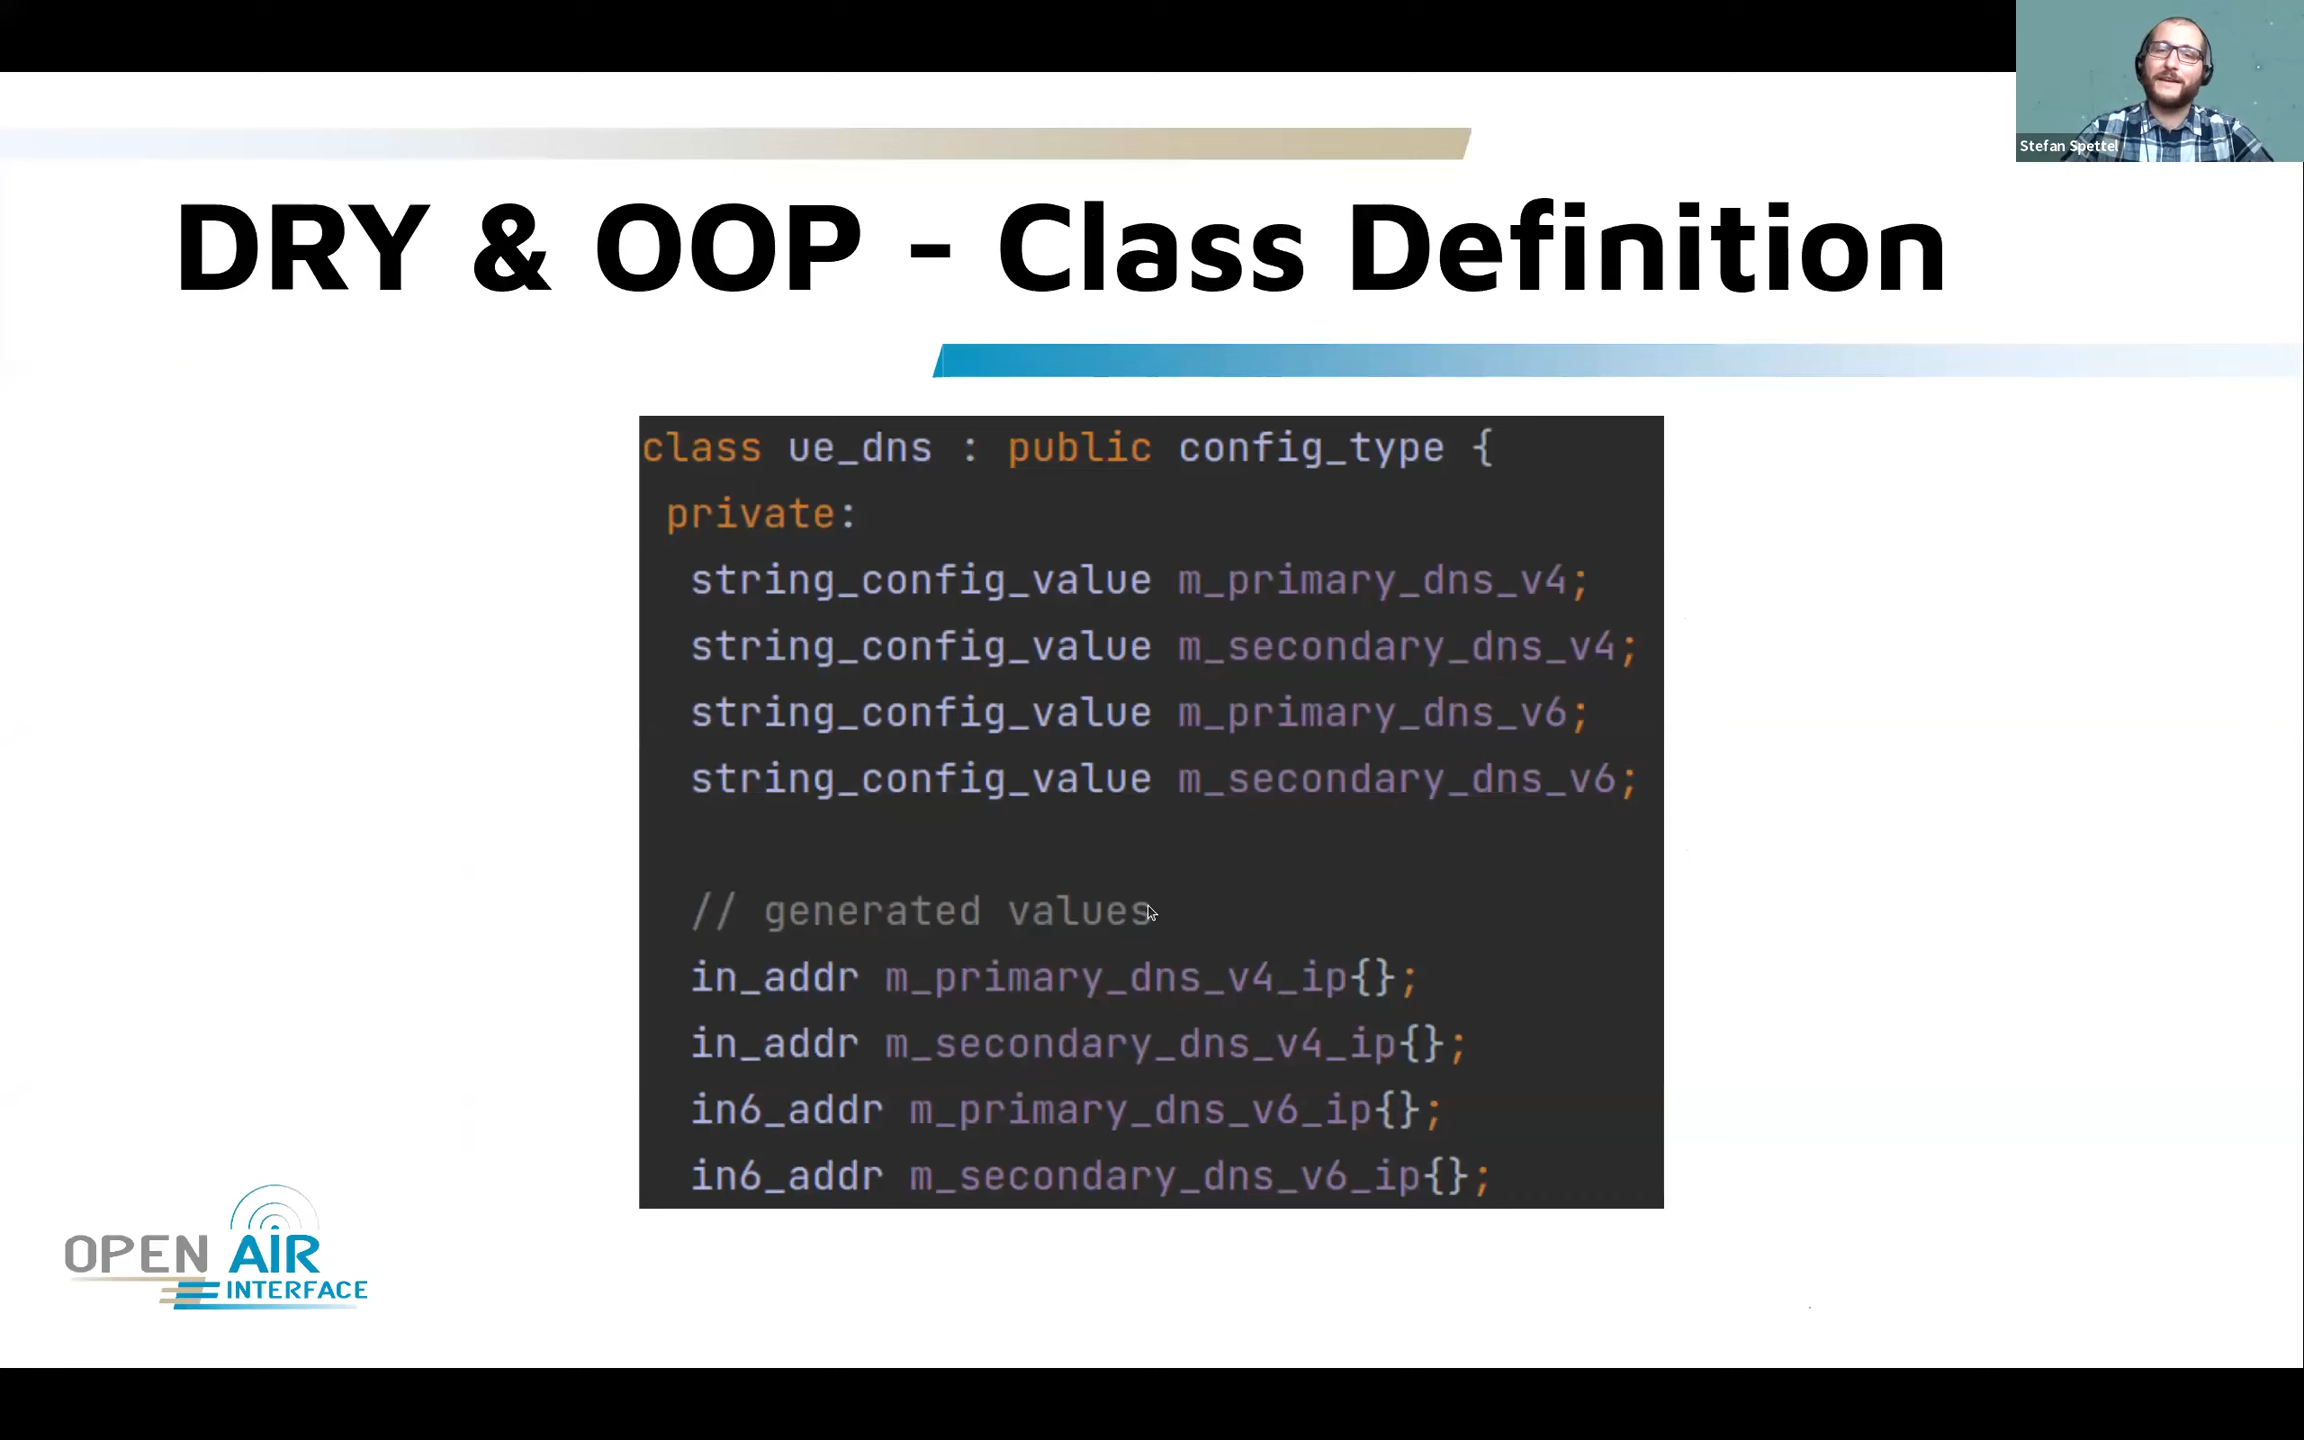 Stefan Spettel
DRY & OOP - Class Definition
class ue_dns : public config_type {
private:
string_config_value m_primary_dns_v4;
string_config_value m_secondary_dns_v4;
string_config_value m_primary_dns_v6;
string_config_value m_secondary_dns_v6;
// generated values
in_addr m_primary_dns_v4_ip{};
in_addr m_secondary_dns_v4_ip{};
in6_addr m_primary_dns_v6_ip{};
in6_addr m_secondary_dns_v6_ip{};
OPEN AIR
INTERFACE